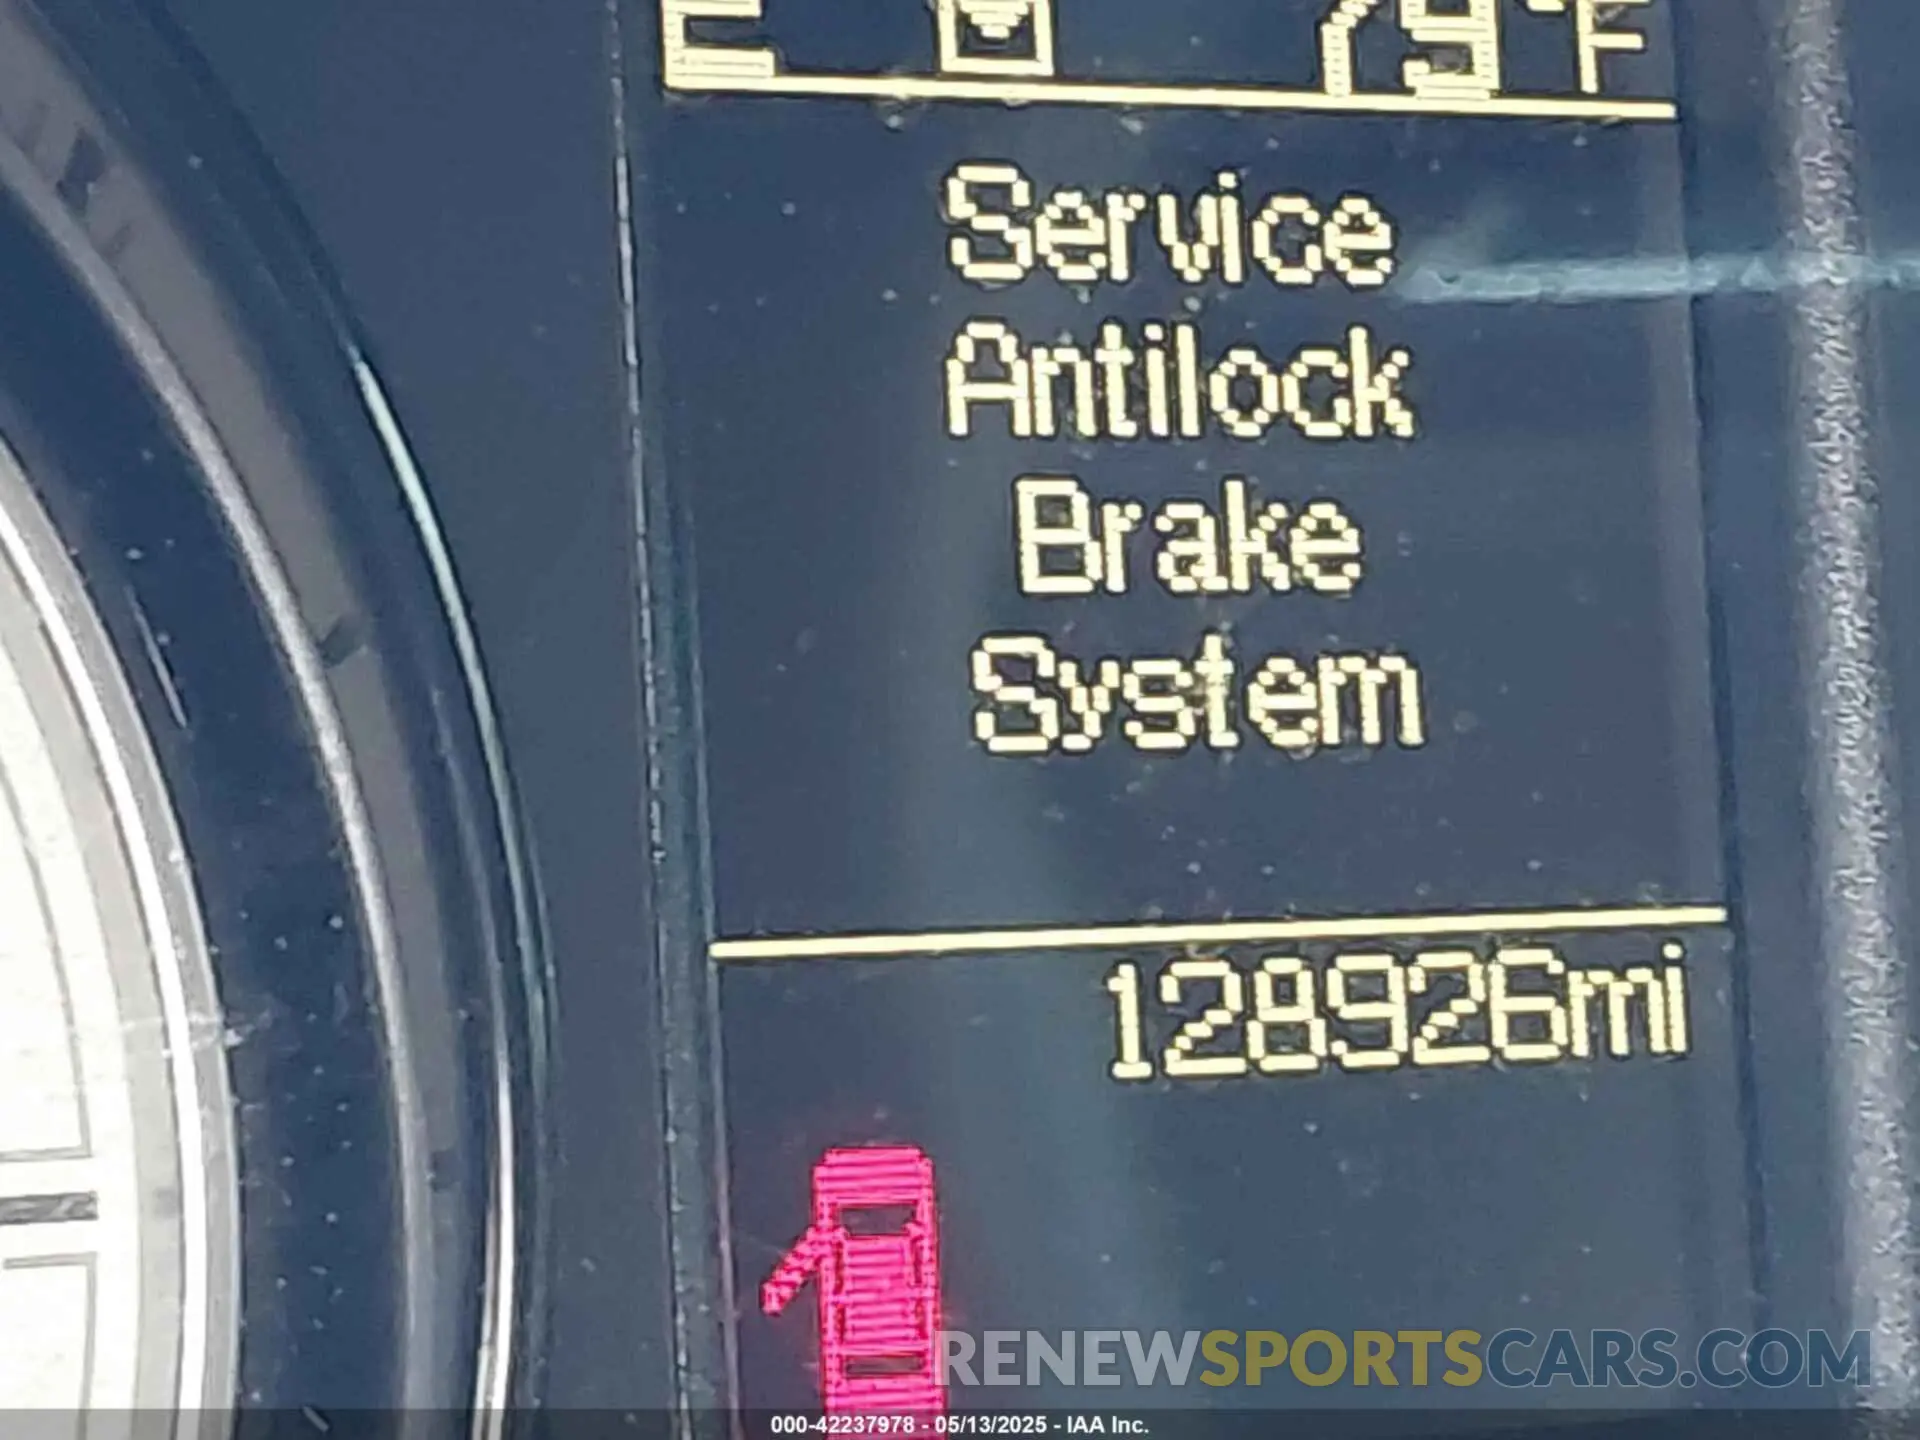 E 79°F
Service
Antilock
Brake
System
128926mi
RENEWSPORTSCARS.COM
000-42237978 - 05/13/2025 - IAA Inc.